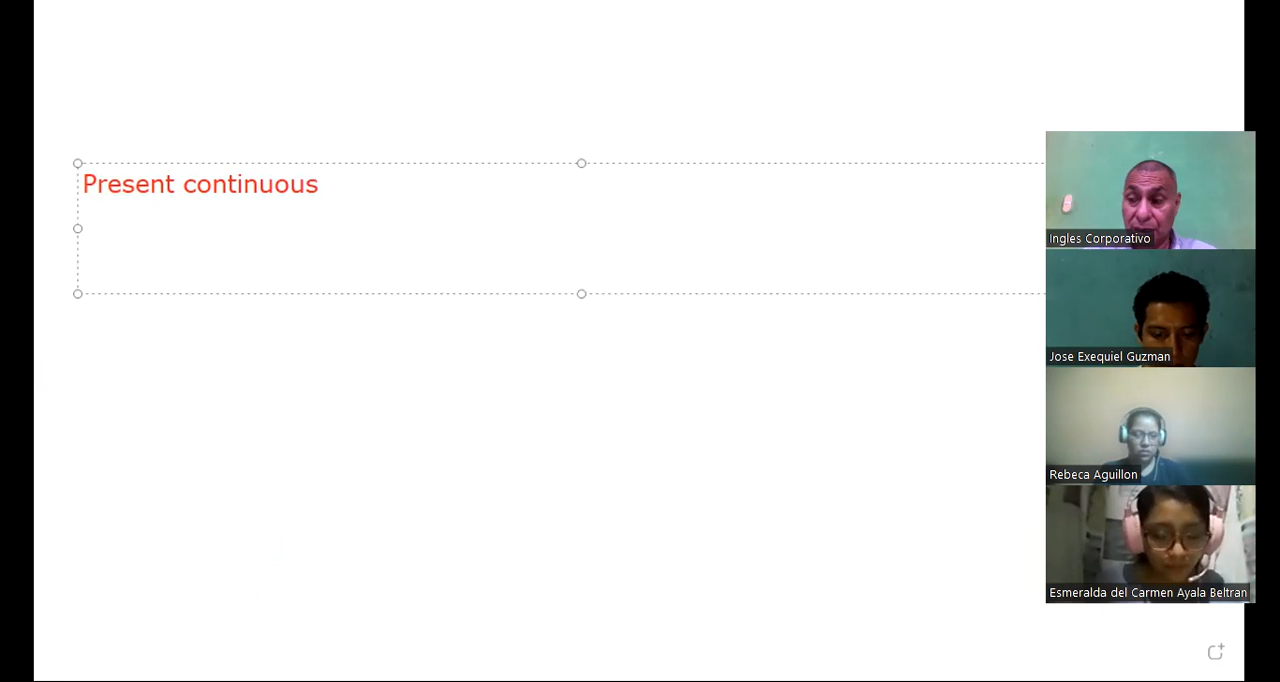 Present continuous
Ingles Corporativo
Jose Exequiel Guzman
Rebeca Aguillon
Esmeralda del Carmen Ayala Beltran